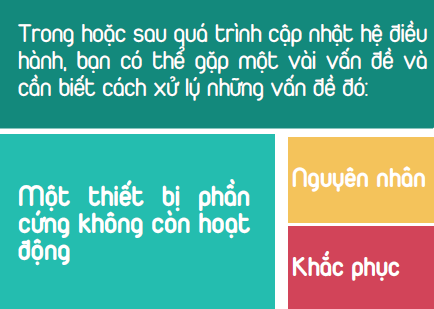 Trong hoặc sau quá trình cập nhật hệ điều
hành, bạn có thể gặp một vài vấn đề và
cần biết cách xử lý những vấn đề đó:
Một thiết bị phần
cứng không còn hoạt
động
Nguyên nhân
Khắc phục